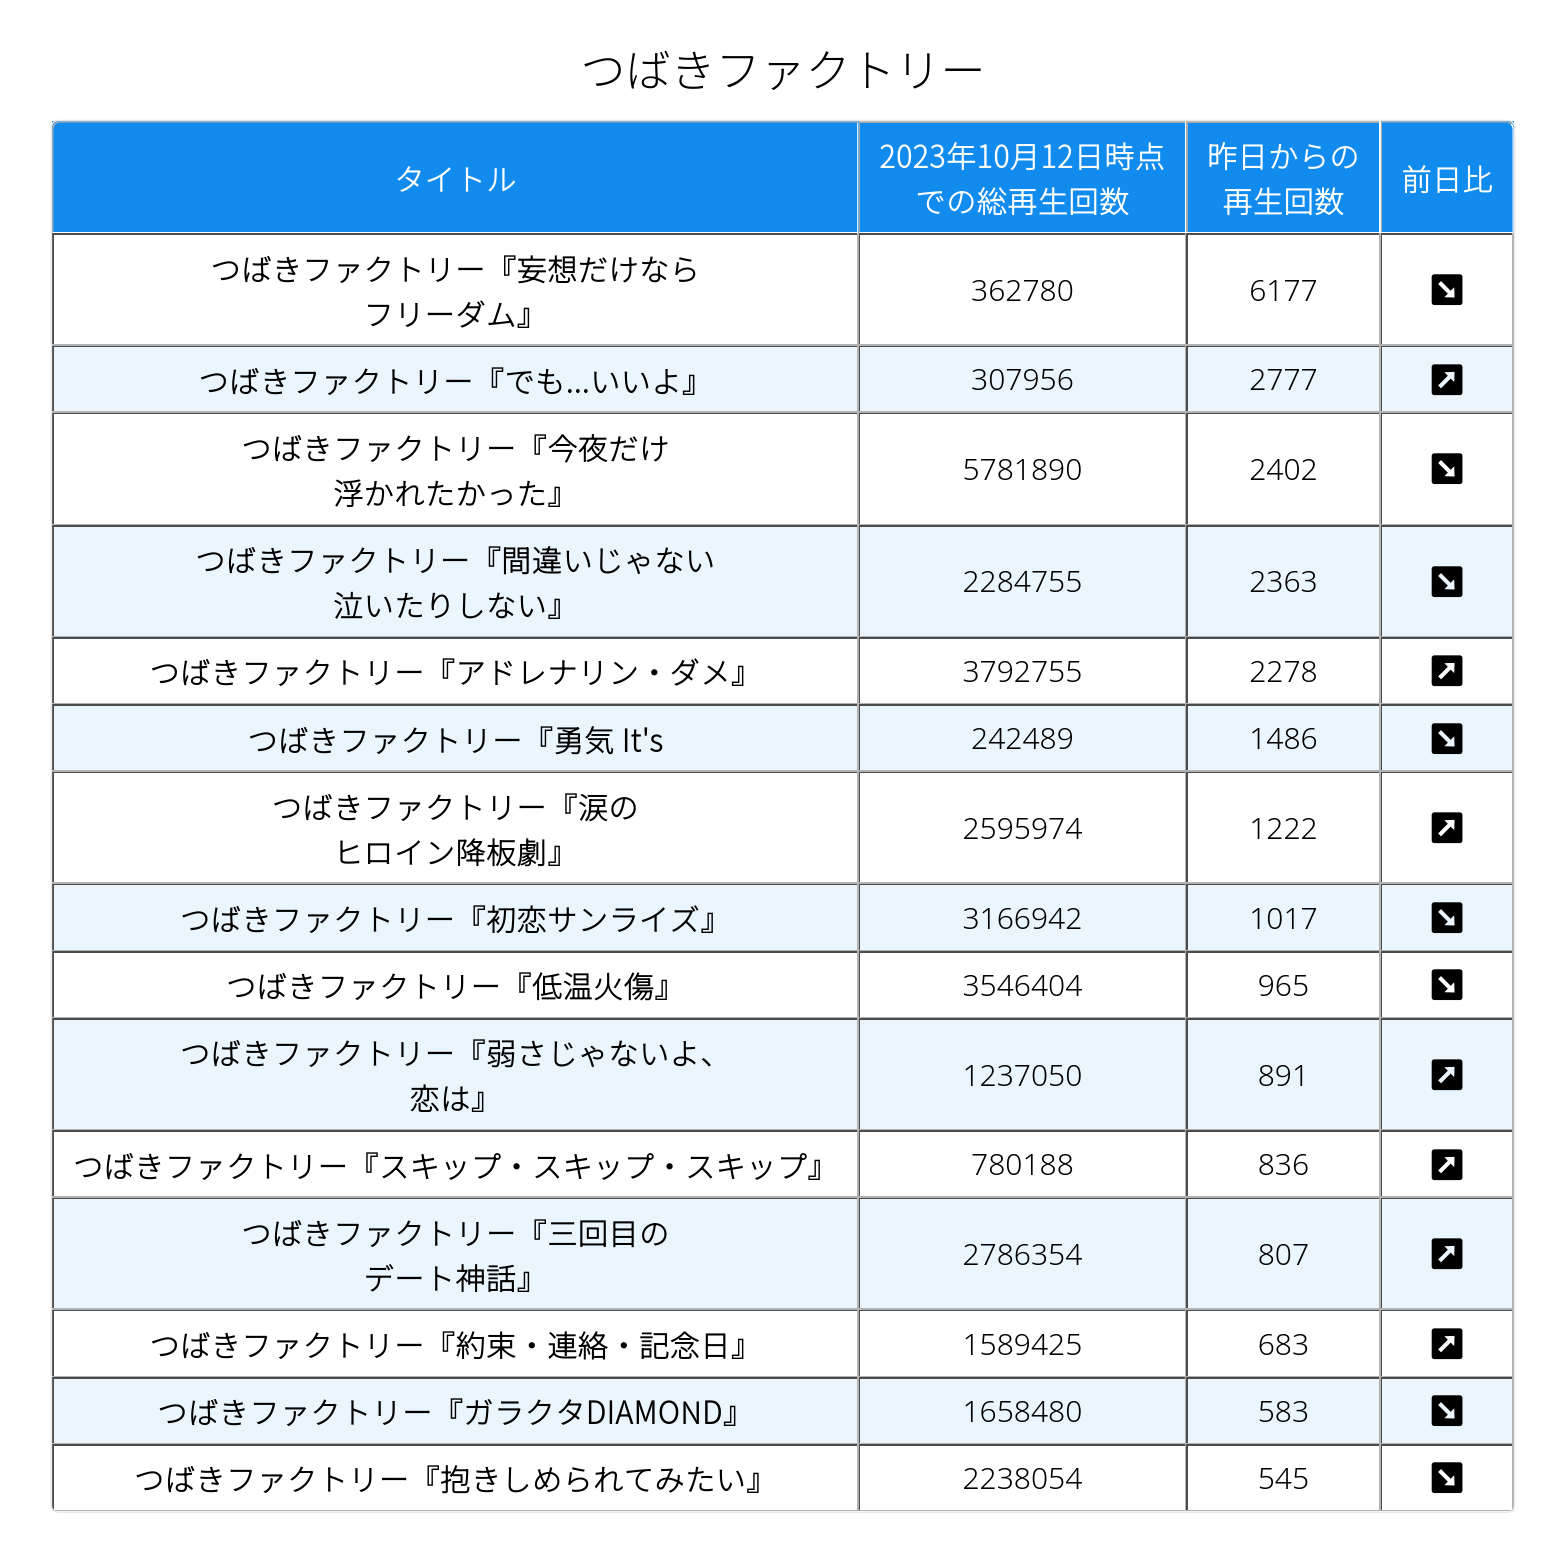 つばきファクトリー
タイトル
2023年10月12日時点
での総再生回数
昨日からの
再生回数
前日比
つばきファクトリー『妄想だけなら
フリーダム』
362780
6177
つばきファクトリー『でも...いいよ』
307956
2777
つばきファクトリー『今夜だけ
浮かれたかった』
5781890
2402
つばきファクトリー『間違いじゃない
泣いたりしない』
2284755
2363
つばきファクトリー『アドレナリン・ダメ』
3792755
2278
つばきファクトリー『勇気 It's
242489
1486
つばきファクトリー『涙の
ヒロイン降板劇』
2595974
1222
つばきファクトリー『初恋サンライズ』
3166942
1017
つばきファクトリー『低温火傷』
3546404
965
つばきファクトリー『弱さじゃないよ、
恋は』
1237050
891
つばきファクトリー『スキップ・スキップ・スキップ』
780188
836
つばきファクトリー『三回目の
デート神話』
2786354
807
つばきファクトリー『約束・連絡・記念日』
1589425
683
つばきファクトリー『ガラクタDIAMOND』
1658480
583
つばきファクトリー『抱きしめられてみたい』
2238054
545